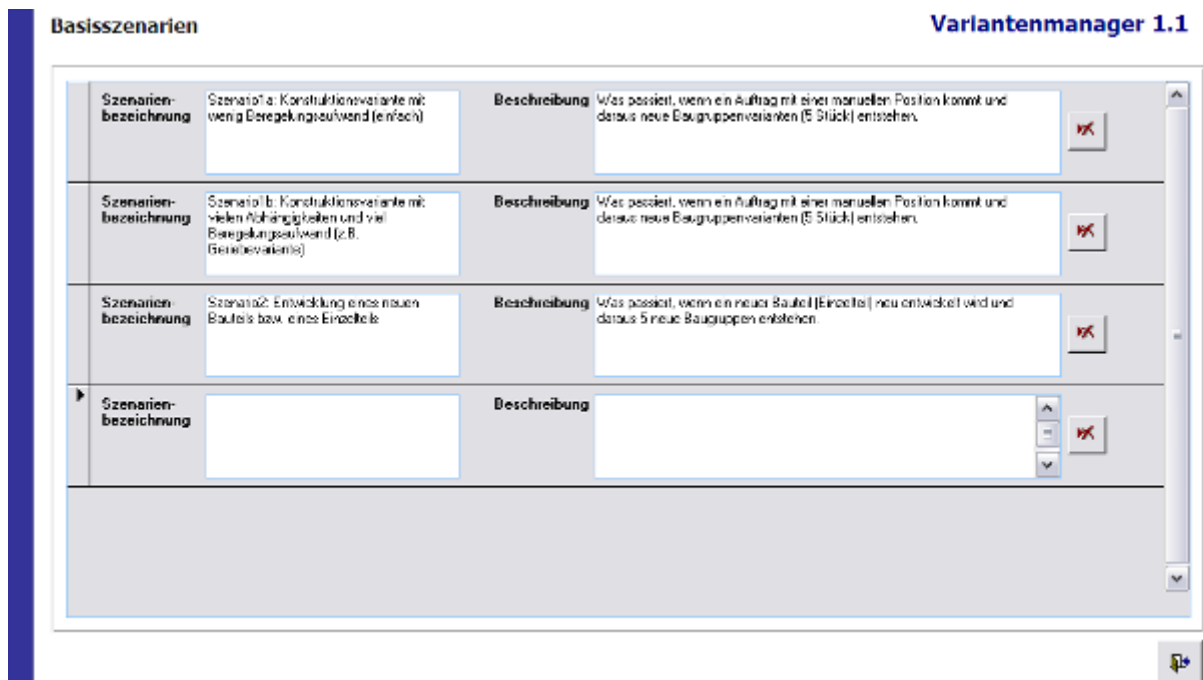 Basisszenarien
Variantenmanager 1.1
Szenarien-
bezeichnung
Szenario1a: Konstruktionsvariante mit
wenig Beregelungsaufwand (einfach)
Beschreibung
Was passiert, wenn ein Auftrag mit einer manuellen Position kommt und
daraus neue Baugruppenvarianten (5 Stück) entstehen.
Szenarien-
bezeichnung
Szenario1b: Konstruktionsvariante mit
vielen Abhängigkeiten und viel
Beregelungsaufwand (z.B.
Getriebevariante)
Beschreibung
Was passiert, wenn ein Auftrag mit einer manuellen Position kommt und
daraus neue Baugruppenvarianten (5 Stück) entstehen.
Szenarien-
bezeichnung
Szenario2: Entwicklung eines neuen
Bauteils bzw. eines Einzelteils
Beschreibung
Was passiert, wenn ein neuer Bauteil (Einzelteil) neu entwickelt wird und
daraus 5 neue Baugruppen entstehen.
Szenarien-
bezeichnung
Beschreibung